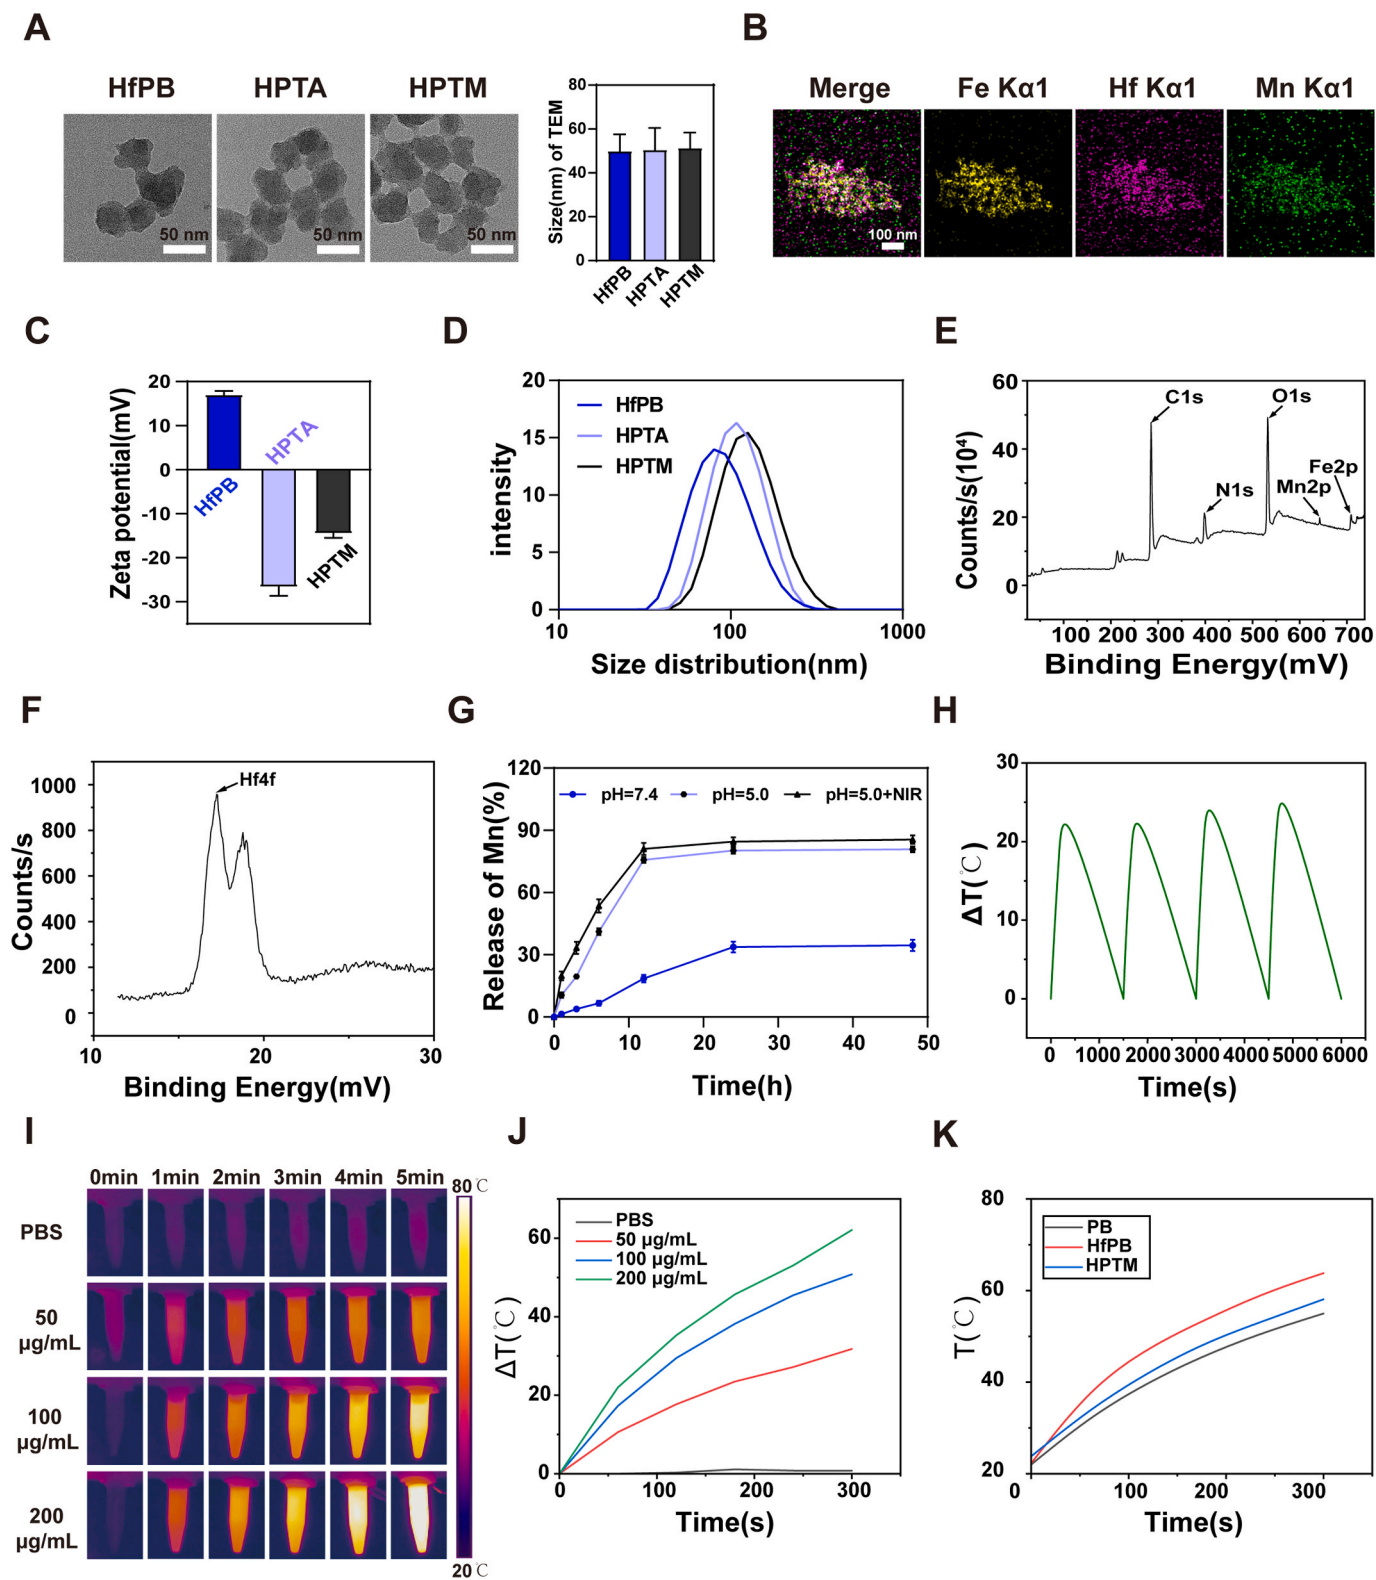 A
HfPB
HPTA
HPTM
50 nm
50 nm
50 nm
Size(nm) of TEM
80
60
40
20
0
HfPB
HPTA
HPTM
B
Merge
Fe Kα1
Hf Kα1
Mn Kα1
100 nm
C
Zeta potential(mV)
20
10
0
-10
-20
-30
HfPB
HPTA
HPTM
D
intensity
20
15
10
5
0
HfPB
HPTA
HPTM
10
100
1000
Size distribution(nm)
E
Counts/s(10⁴)
60
40
20
0
C1s
O1s
N1s
Mn2p
Fe2p
100 200 300 400 500 600 700
Binding Energy(mV)
F
Counts/s
1000
800
600
400
200
0
Hf4f
10
20
30
Binding Energy(mV)
G
Release of Mn(%)
120
90
60
30
0
pH=7.4
pH=5.0
pH=5.0+NIR
0 10 20 30 40 50
Time(h)
H
ΔT(℃)
30
20
10
0
0 1000 2000 3000 4000 5000 6000
Time(s)
I
0min 1min 2min 3min 4min 5min
PBS
50
µg/mL
100
µg/mL
200
µg/mL
80℃
20℃
J
ΔT(℃)
60
40
20
0
PBS
50 µg/mL
100 µg/mL
200 µg/mL
0 100 200 300
Time(s)
K
T(℃)
80
60
40
20
PB
HfPB
HPTM
0 100 200 300
Time(s)